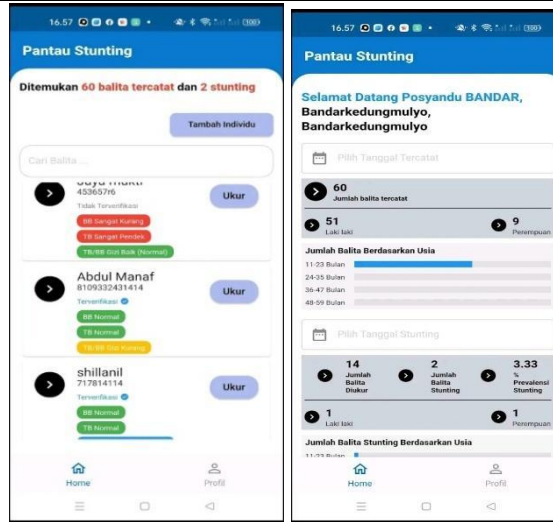 16.57
Pantau Stunting
Ditemukan 60 balita tercatat dan 2 stunting
Tambah Individu
Cari Balita ...
453657r6
Tidak Terverifikasi
Ukur
BB Sangat Kurang
TB Sangat Pendek
TB/BB Gizi Baik (Normal)
Abdul Manaf
8109332431414
Terverifikasi
Ukur
BB Normal
TB Normal
TB/BB Gizi Kurang
shillanil
717814114
Terverifikasi
Ukur
BB Normal
TB Normal
Home
Profil
16.57
Pantau Stunting
Selamat Datang Posyandu BANDAR,
Bandarkedungmulyo,
Bandarkedungmulyo
Pilih Tanggal Tercatat
60
Jumlah balita tercatat
51
Laki laki
9
Perempuan
Jumlah Balita Berdasarkan Usia
11-23 Bulan
24-35 Bulan
36-47 Bulan
48-59 Bulan
Pilih Tanggal Stunting
14
Jumlah
Balita
Diukur
2
Jumlah
Balita
Stunting
3.33
%
Prevalensi
Stunting
1
Laki laki
1
Perempuan
Jumlah Balita Stunting Berdasarkan Usia
11-23 Bulan
Home
Profil